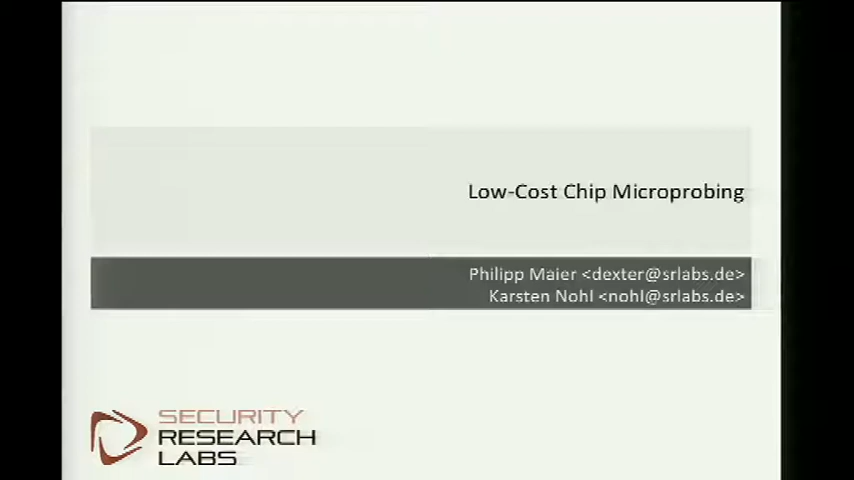 Low-Cost Chip Microprobing
Philipp Maier <dexter@srlabs.de>
Karsten Nohl <nohl@srlabs.de>
SECURITY
RESEARCH
LABS